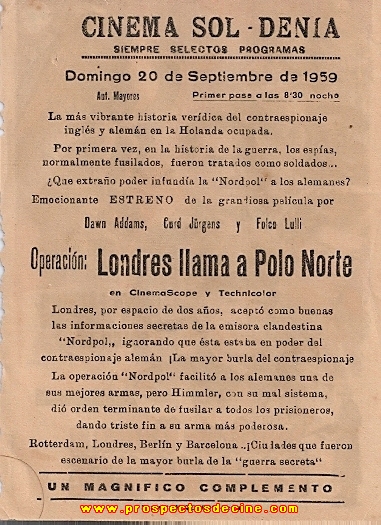 CINEMA SOL - DENIA
SIEMPRE SELECTOS PROGRAMAS
Domingo 20 de Septiembre de 1959
Aut. Mayores Primer pase a las 8'30 noche
La más vibrante historia verídica del contraespionaje
inglés y alemán en la Holanda ocupada.
Por primera vez, en la historia de la guerra, los espías,
normalmente fusilados, fueron tratados como soldados...
¿Que extraño poder infundía la "Nordpol" a los alemanes?
Emocionante ESTRENO de la grandiosa película por
Dawn Addams, Curd Jürgens y Folco Lulli
Operación: Londres llama a Polo Norte
en CinemaScope y Technicolor
Londres, por espacio de dos años, aceptó como buenas
las informaciones secretas de la emisora clandestina
"Nordpol„ ignorando que ésta estaba en poder del
contraespionaje alemán ¡La mayor burla del contraespionaje
La operación "Nordpol" facilitó a los alemanes una de
sus mejores armas, pero Himmler, con su mal sistema,
dió orden terminante de fusilar a todos los prisioneros,
dando triste fin a su arma más poderosa.
Rotterdam, Londres, Berlín y Barcelona ..¡Ciudades que fueron
escenario de la mayor burla de la "guerra secreta"
UN MAGNIFICO COMPLEMENTO
www.prospectosdecine.com